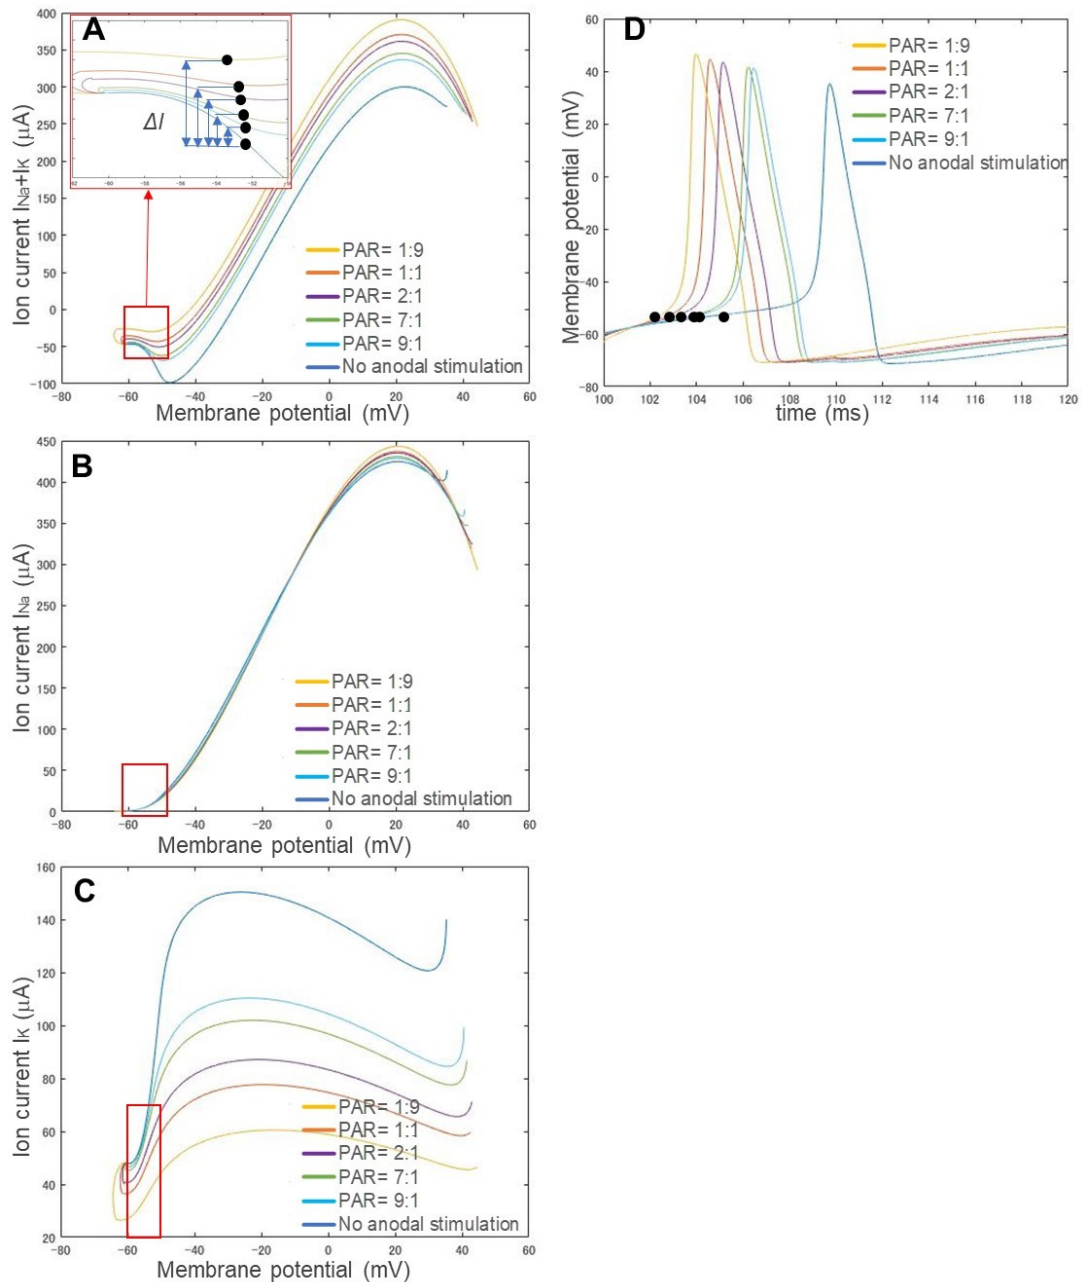 A
400
350
300
250
200
150
100
50
0
−50
−100
Ion current INa+IK (μA)
ΔI
−60
−58
−56
−54
−52
PAR= 1:9
PAR= 1:1
PAR= 2:1
PAR= 7:1
PAR= 9:1
No anodal stimulation
−80 −60 −40 −20 0 20 40 60
Membrane potential (mV)
D
60
40
20
0
−20
−40
−60
−80
Membrane potential (mV)
PAR= 1:9
PAR= 1:1
PAR= 2:1
PAR= 7:1
PAR= 9:1
No anodal stimulation
100 102 104 106 108 110 112 114 116 118 120
time (ms)
B
450
400
350
300
250
200
150
100
50
0
Ion current INa (μA)
PAR= 1:9
PAR= 1:1
PAR= 2:1
PAR= 7:1
PAR= 9:1
No anodal stimulation
−80 −60 −40 −20 0 20 40 60
Membrane potential (mV)
C
160
140
120
100
80
60
40
20
Ion current IK (μA)
PAR= 1:9
PAR= 1:1
PAR= 2:1
PAR= 7:1
PAR= 9:1
No anodal stimulation
−80 −60 −40 −20 0 20 40 60
Membrane potential (mV)